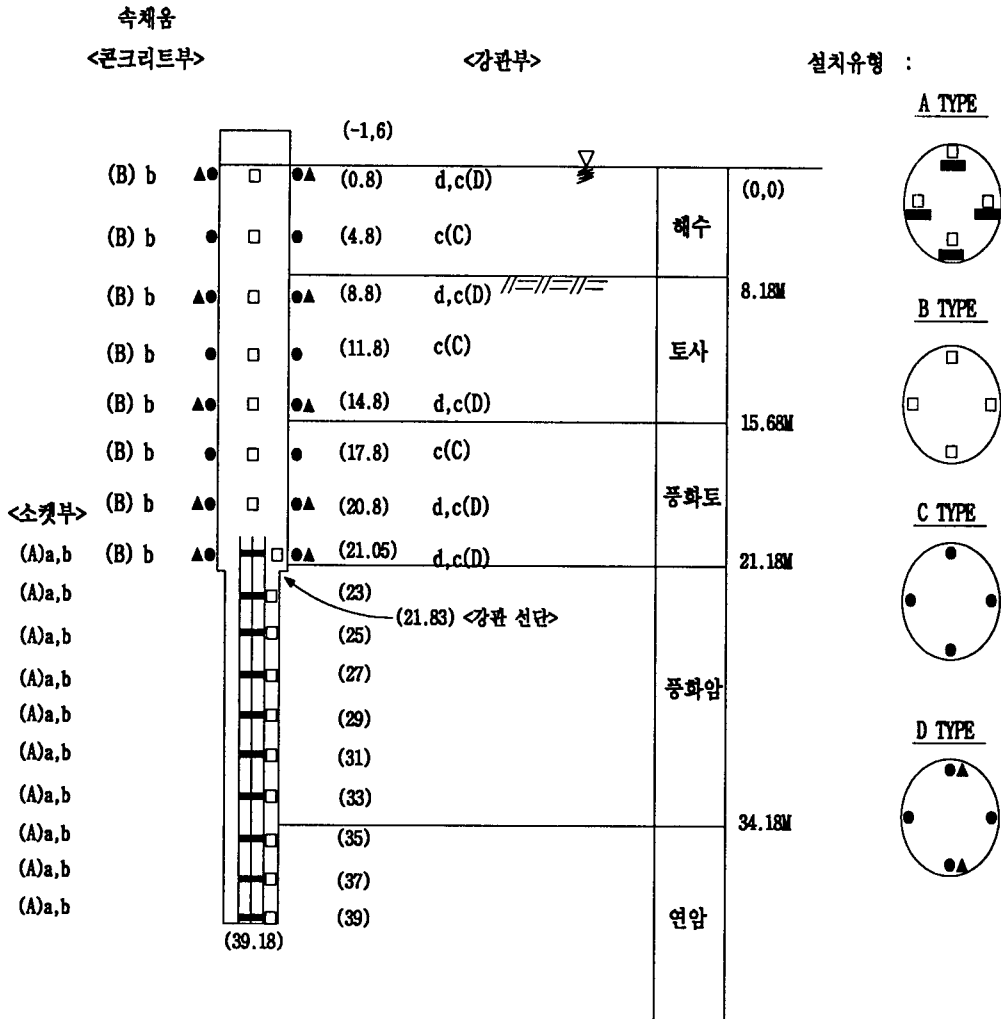 속채움
<콘크리트부> <강관부> 설치유형 :
A TYPE
(-1,6)
(B) b (0.8) d,c(D) (0,0)
(B) b (4.8) c(C) 해수
(B) b (8.8) d,c(D) 8.18M
B TYPE
(B) b (11.8) c(C) 토사
(B) b (14.8) d,c(D) 15.68M
(B) b (17.8) c(C)
<소켓부> (B) b (20.8) d,c(D) 풍화토
C TYPE
(A)a,b (B) b (21.05) d,c(D) 21.18M
(A)a,b (23)
(21.83) <강관 선단>
(A)a,b (25)
(A)a,b (27) 풍화암
(A)a,b (29)
D TYPE
(A)a,b (31)
(A)a,b (33)
34.18M
(A)a,b (35)
(A)a,b (37)
(A)a,b (39) 연암
(39.18)